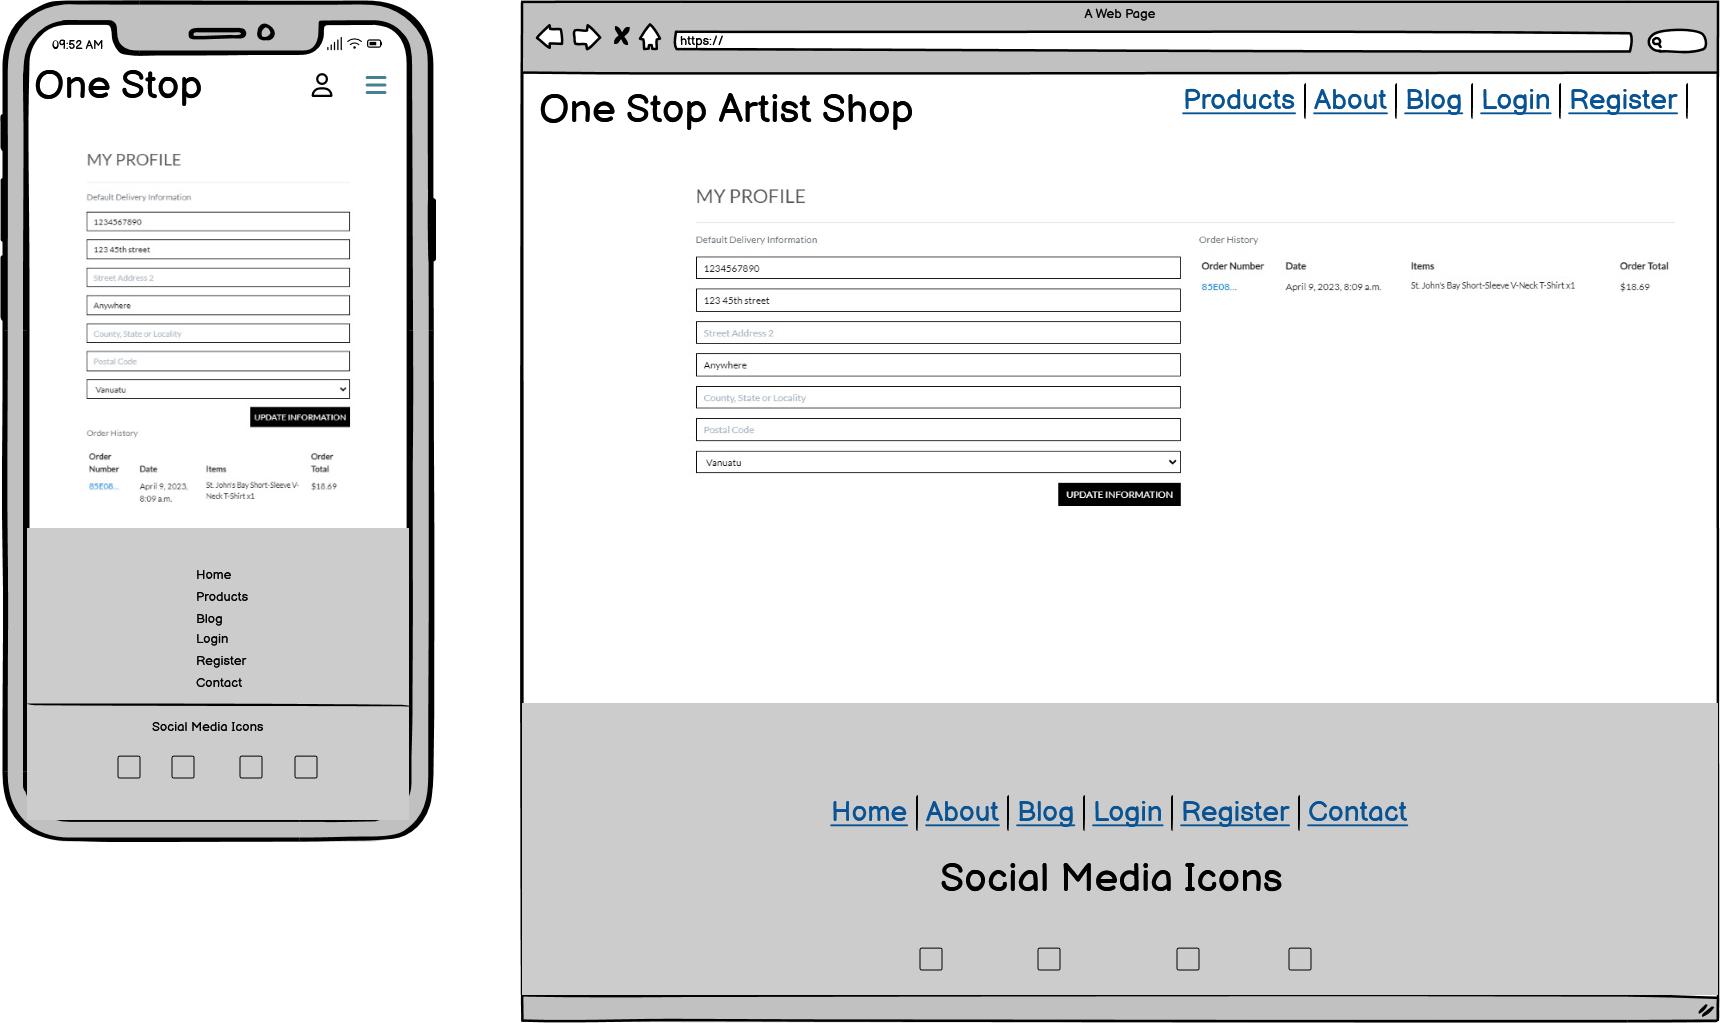 09:52 AM
One Stop
MY PROFILE
Default Delivery Information
1234567890
123 45th street
Street Address 2
Anywhere
County, State or Locality
Postal Code
Vanuatu
UPDATE INFORMATION
Order History
Order Number Date Items Order Total
85E08... April 9, 2023, 8:09 a.m. St. John's Bay Short-Sleeve V-Neck T-Shirt x1 $18.69
Home
Products
Blog
Login
Register
Contact
Social Media Icons
A Web Page
https://
One Stop Artist Shop
Products | About | Blog | Login | Register |
MY PROFILE
Default Delivery Information
1234567890
123 45th street
Street Address 2
Anywhere
County, State or Locality
Postal Code
Vanuatu
UPDATE INFORMATION
Order History
Order Number Date Items Order Total
85E08... April 9, 2023, 8:09 a.m. St. John's Bay Short-Sleeve V-Neck T-Shirt x1 $18.69
Home | About | Blog | Login | Register | Contact
Social Media Icons